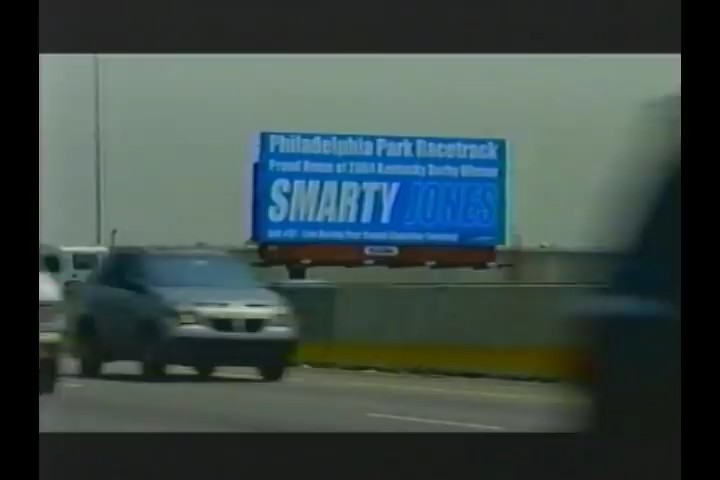 Philadelphia Park Racetrack
Proud Home of 2004 Kentucky Derby Winner
SMARTY JONES